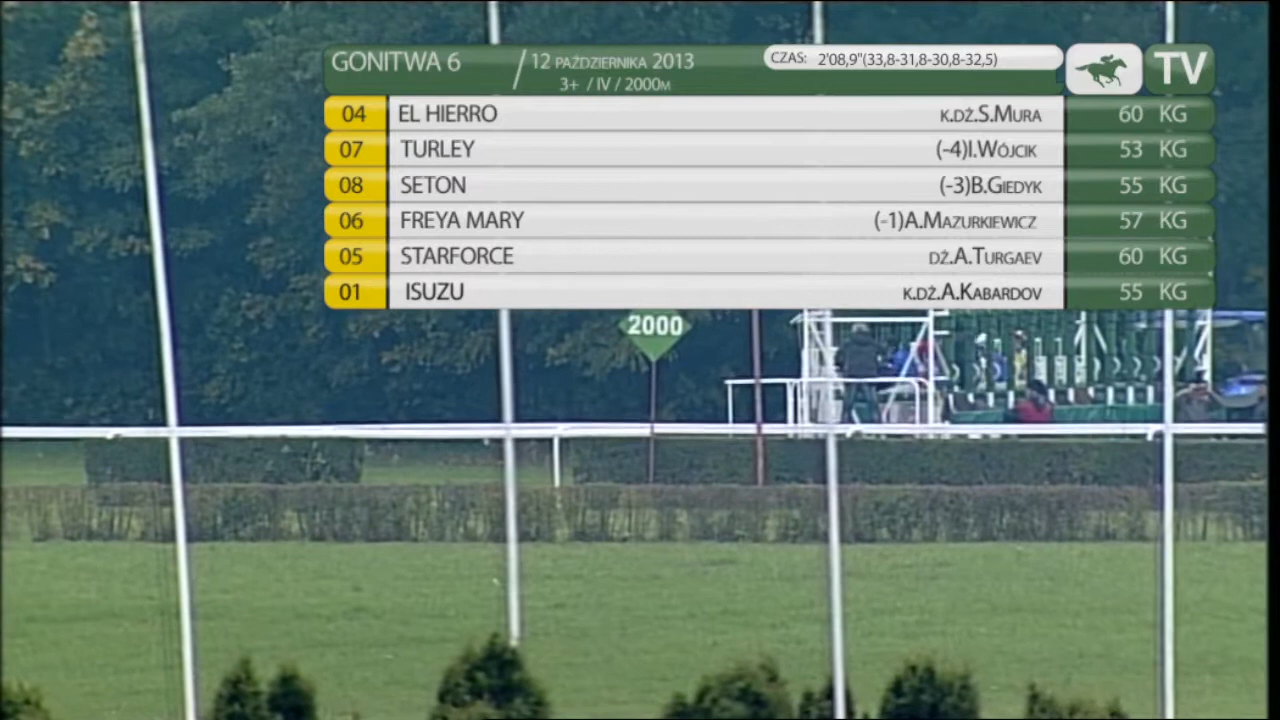 GONITWA 6 / 12 PAŹDZIERNIKA 2013 CZAS: 2'08,9"(33,8-31,8-30,8-32,5) TV
3+ / IV / 2000M
04 EL HIERRO K.DŻ.S.MURA 60 KG
07 TURLEY (-4)I.WÓJCIK 53 KG
08 SETON (-3)B.GIEDYK 55 KG
06 FREYA MARY (-1)A.MAZURKIEWICZ 57 KG
05 STARFORCE DŻ.A.TURGAEV 60 KG
01 ISUZU K.DŻ.A.KABARDOV 55 KG
2000